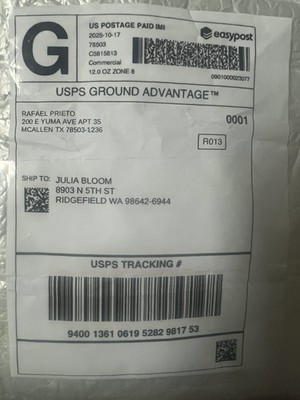 G
US POSTAGE PAID IMI
2025-10-17
78503
C5815813
Commercial
12.0 OZ ZONE 8
easypost
0901000023077
USPS GROUND ADVANTAGE™
RAFAEL PRIETO
200 E YUMA AVE APT 35
MCALLEN TX 78503-1236
0001
R013
SHIP TO: JULIA BLOOM
8903 N 5TH ST
RIDGEFIELD WA 98642-6944
USPS TRACKING #
9400 1361 0619 5282 9817 53